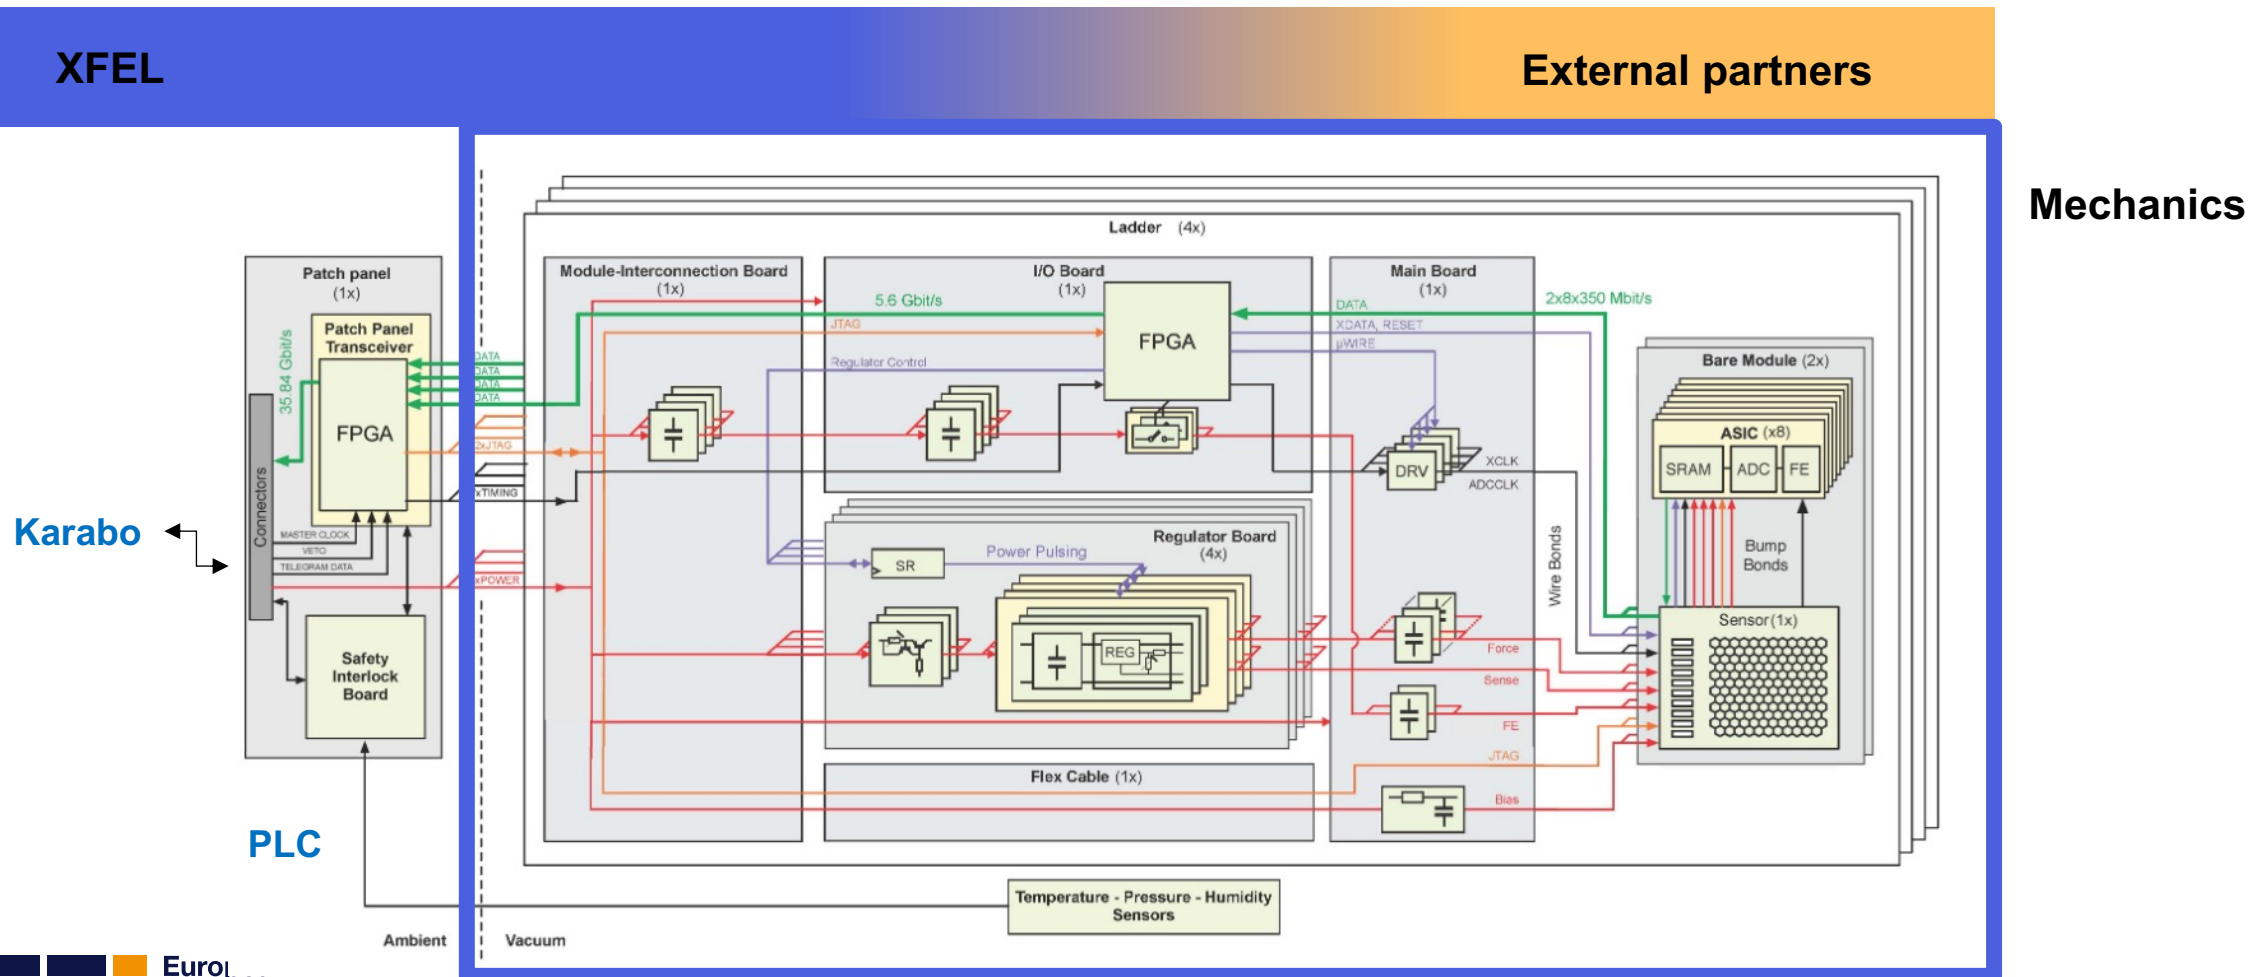 XFEL
External partners
Mechanics
Ladder (4x)
Patch panel
(1x)
Patch Panel
Transceiver
FPGA
35.84 Gbit/s
Connectors
MASTER CLOCK
VETO
TELEGRAM DATA
Safety
Interlock
Board
Karabo
PLC
DATA
DATA
DATA
DATA
2xJTAG
xTIMING
xPOWER
Module-Interconnection Board
(1x)
I/O Board
(1x)
5.6 Gbit/s
JTAG
Regulator Control
FPGA
Main Board
(1x)
DATA
XDATA, RESET
µWIRE
2x8x350 Mbit/s
DRV
XCLK
ADCCLK
Wire Bonds
Force
Sense
FE
JTAG
Bias
Regulator Board
(4x)
SR
Power Pulsing
REG
Flex Cable (1x)
Bare Module (2x)
ASIC (x8)
SRAM
ADC
FE
Bump
Bonds
Sensor(1x)
Temperature - Pressure - Humidity
Sensors
Ambient
Vacuum